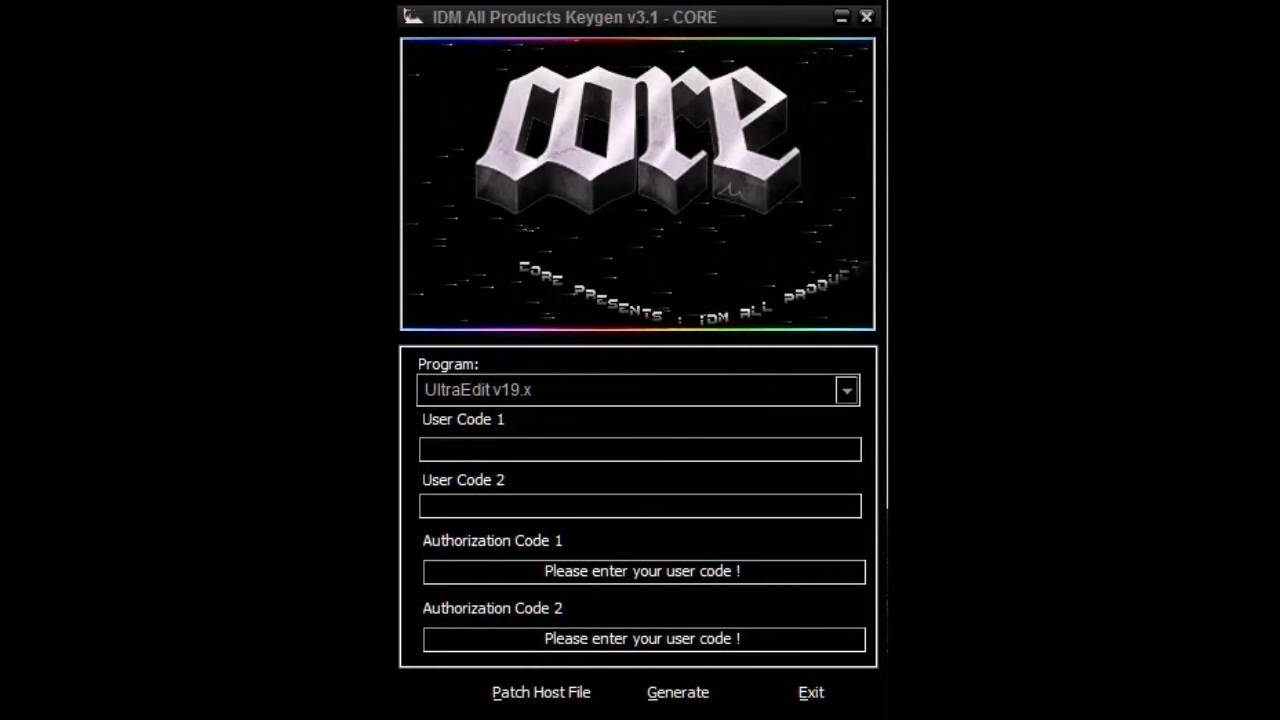 IDM All Products Keygen v3.1 - CORE
core
CORE PRESENTS : IDM ALL PRODUCT
Program:
UltraEdit v19.x
User Code 1
User Code 2
Authorization Code 1
Please enter your user code !
Authorization Code 2
Please enter your user code !
Patch Host File Generate Exit